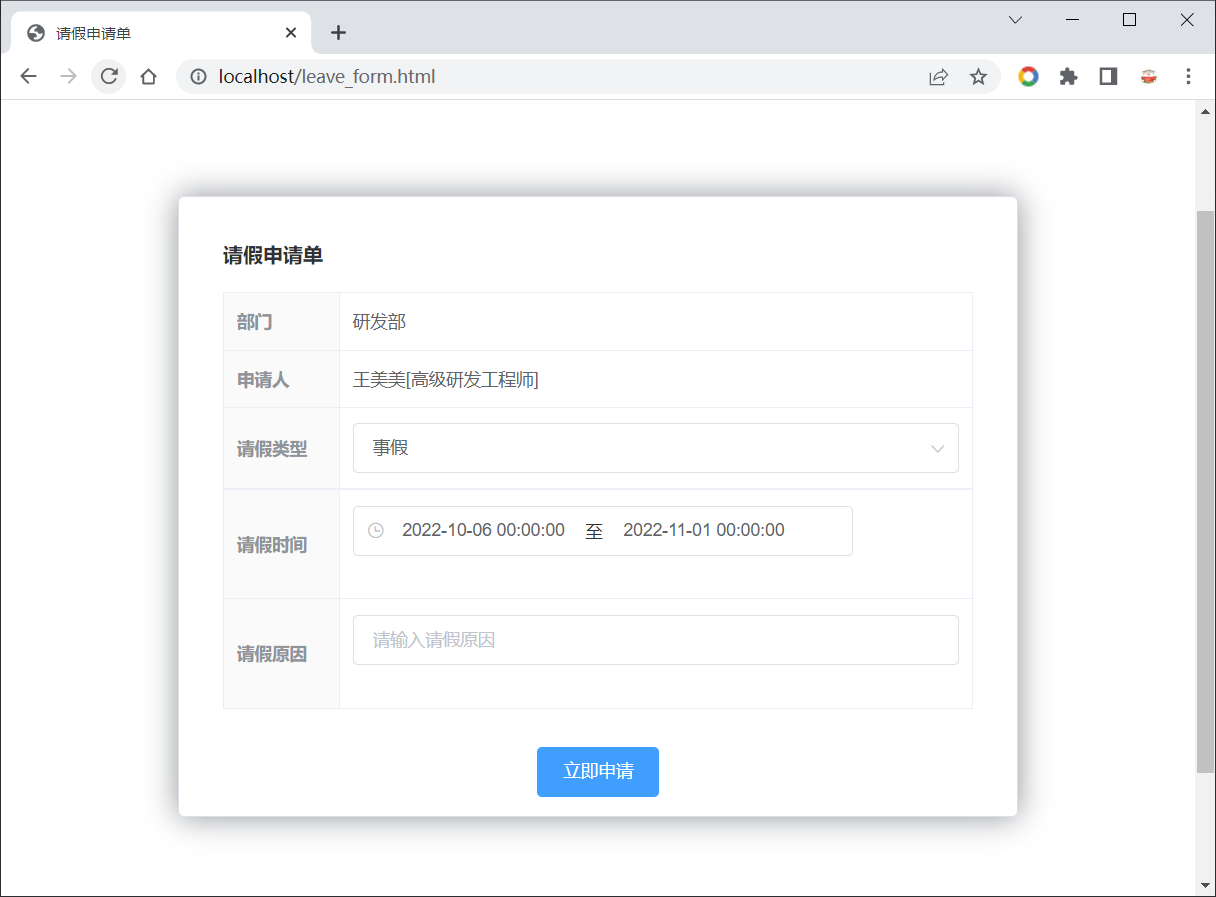 请假申请单
localhost/leave_form.html
请假申请单
部门 研发部
申请人 王美美[高级研发工程师]
请假类型 事假
请假时间 2022-10-06 00:00:00 至 2022-11-01 00:00:00
请假原因 请输入请假原因
立即申请